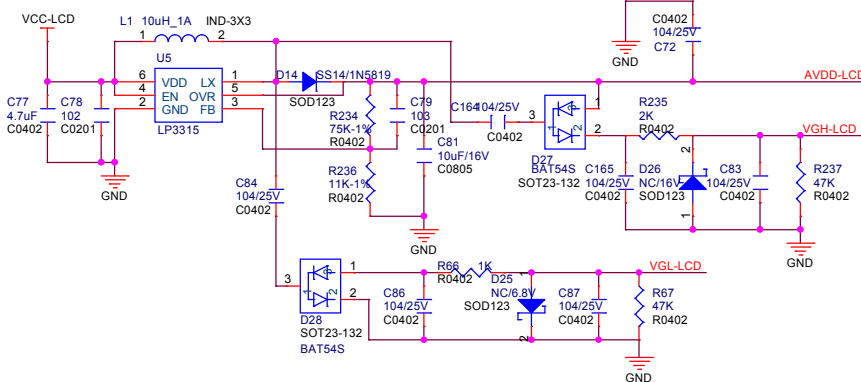 VCC-LCD
L1 10uH_1A IND-3X3
1 2
U5
6 VDD LX 1
4 EN OVR 5
2 GND FB 3
LP3315
C77
4.7uF
C0402
C78
102
C0201
GND
D14 SS14/1N5819
SOD123
R234
75K-1%
R0402
C79
103
C0201
R236
11K-1%
R0402
C81
10uF/16V
C0805
GND
C84
104/25V
C0402
C164 104/25V
C0402
3
1
2
D27
BAT54S
SOT23-132
C0402
104/25V
C72
GND
AVDD-LCD
R235
2K
R0402
VGH-LCD
C165
104/25V
C0402
D26
NC/16V
SOD123
2
1
C83
104/25V
C0402
R237
47K
R0402
GND
3
1
2
D28
SOT23-132
BAT54S
C86
104/25V
C0402
R66 1K
R0402
D25
NC/6.8V
SOD123
1
2
C87
104/25V
C0402
VGL-LCD
R67
47K
R0402
GND